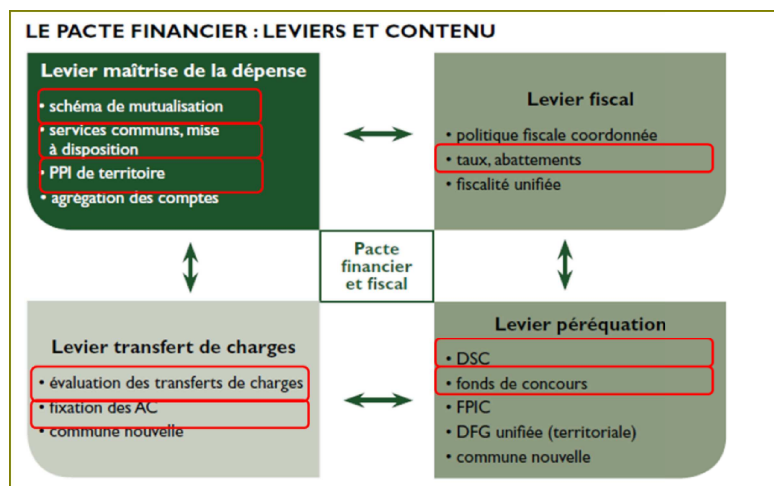 LE PACTE FINANCIER : LEVIERS ET CONTENU
Levier maîtrise de la dépense
• schéma de mutualisation
• services communs, mise
à disposition
• PPI de territoire
• agrégation des comptes
Levier fiscal
• politique fiscale coordonnée
• taux, abattements
• fiscalité unifiée
Pacte
financier
et fiscal
Levier transfert de charges
• évaluation des transferts de charges
• fixation des AC
• commune nouvelle
Levier péréquation
• DSC
• fonds de concours
• FPIC
• DFG unifiée (territoriale)
• commune nouvelle